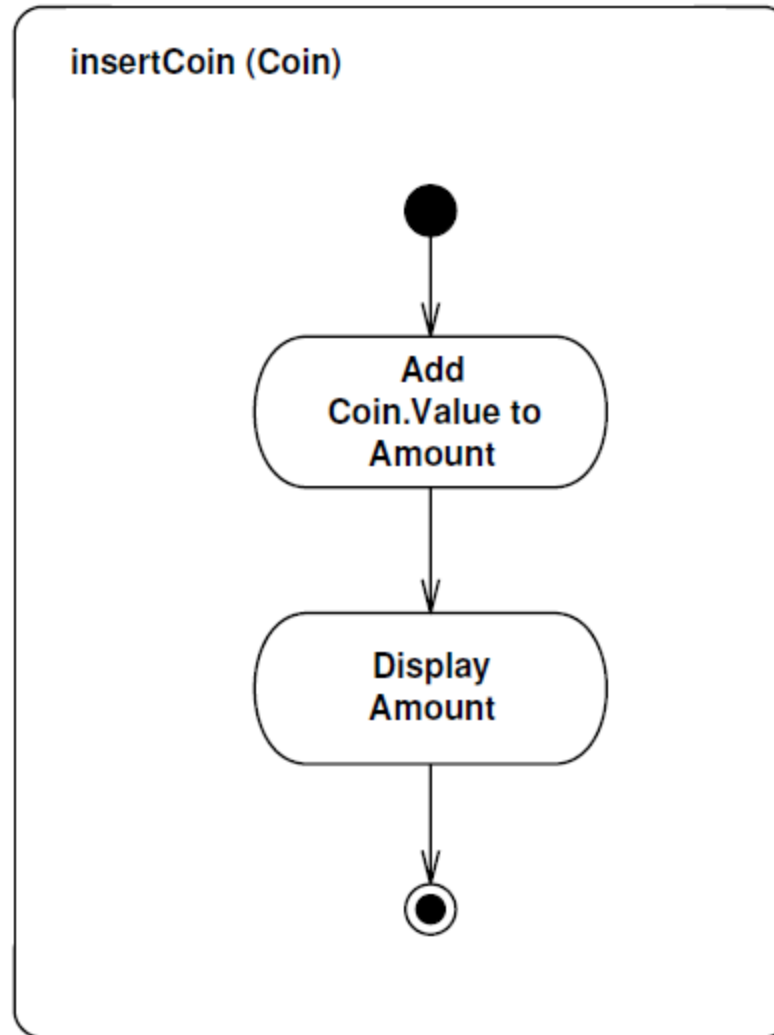 insertCoin (Coin)
Add
Coin.Value to
Amount
Display
Amount